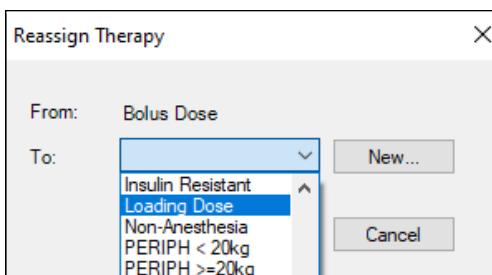 Reassign Therapy
From: Bolus Dose
To:
New...
Insulin Resistant
Loading Dose
Non-Anesthesia
Cancel
PERIPH < 20kg
PERIPH >=20kg